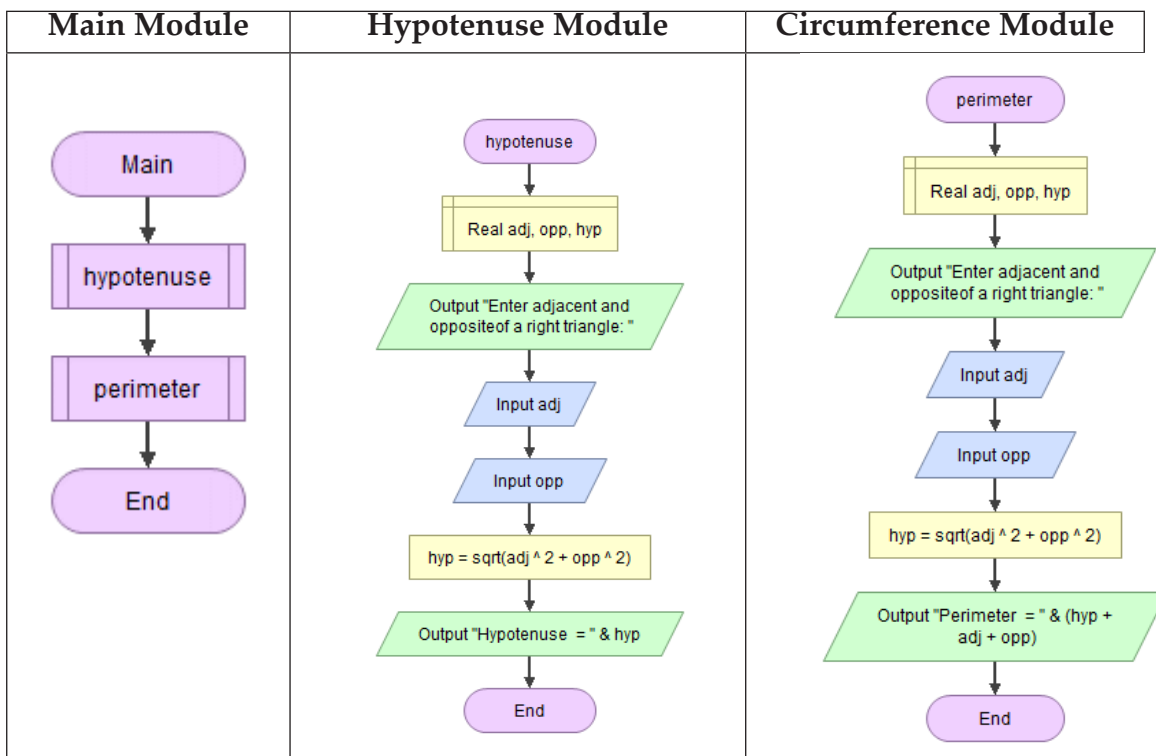 Main Module
Hypotenuse Module
Circumference Module
Main
hypotenuse
perimeter
End
hypotenuse
Real adj, opp, hyp
Output "Enter adjacent and
oppositeof a right triangle: "
Input adj
Input opp
hyp = sqrt(adj ^ 2 + opp ^ 2)
Output "Hypotenuse  = " & hyp
End
perimeter
Real adj, opp, hyp
Output "Enter adjacent and
oppositeof a right triangle: "
Input adj
Input opp
hyp = sqrt(adj ^ 2 + opp ^ 2)
Output "Perimeter  = " & (hyp +
adj + opp)
End